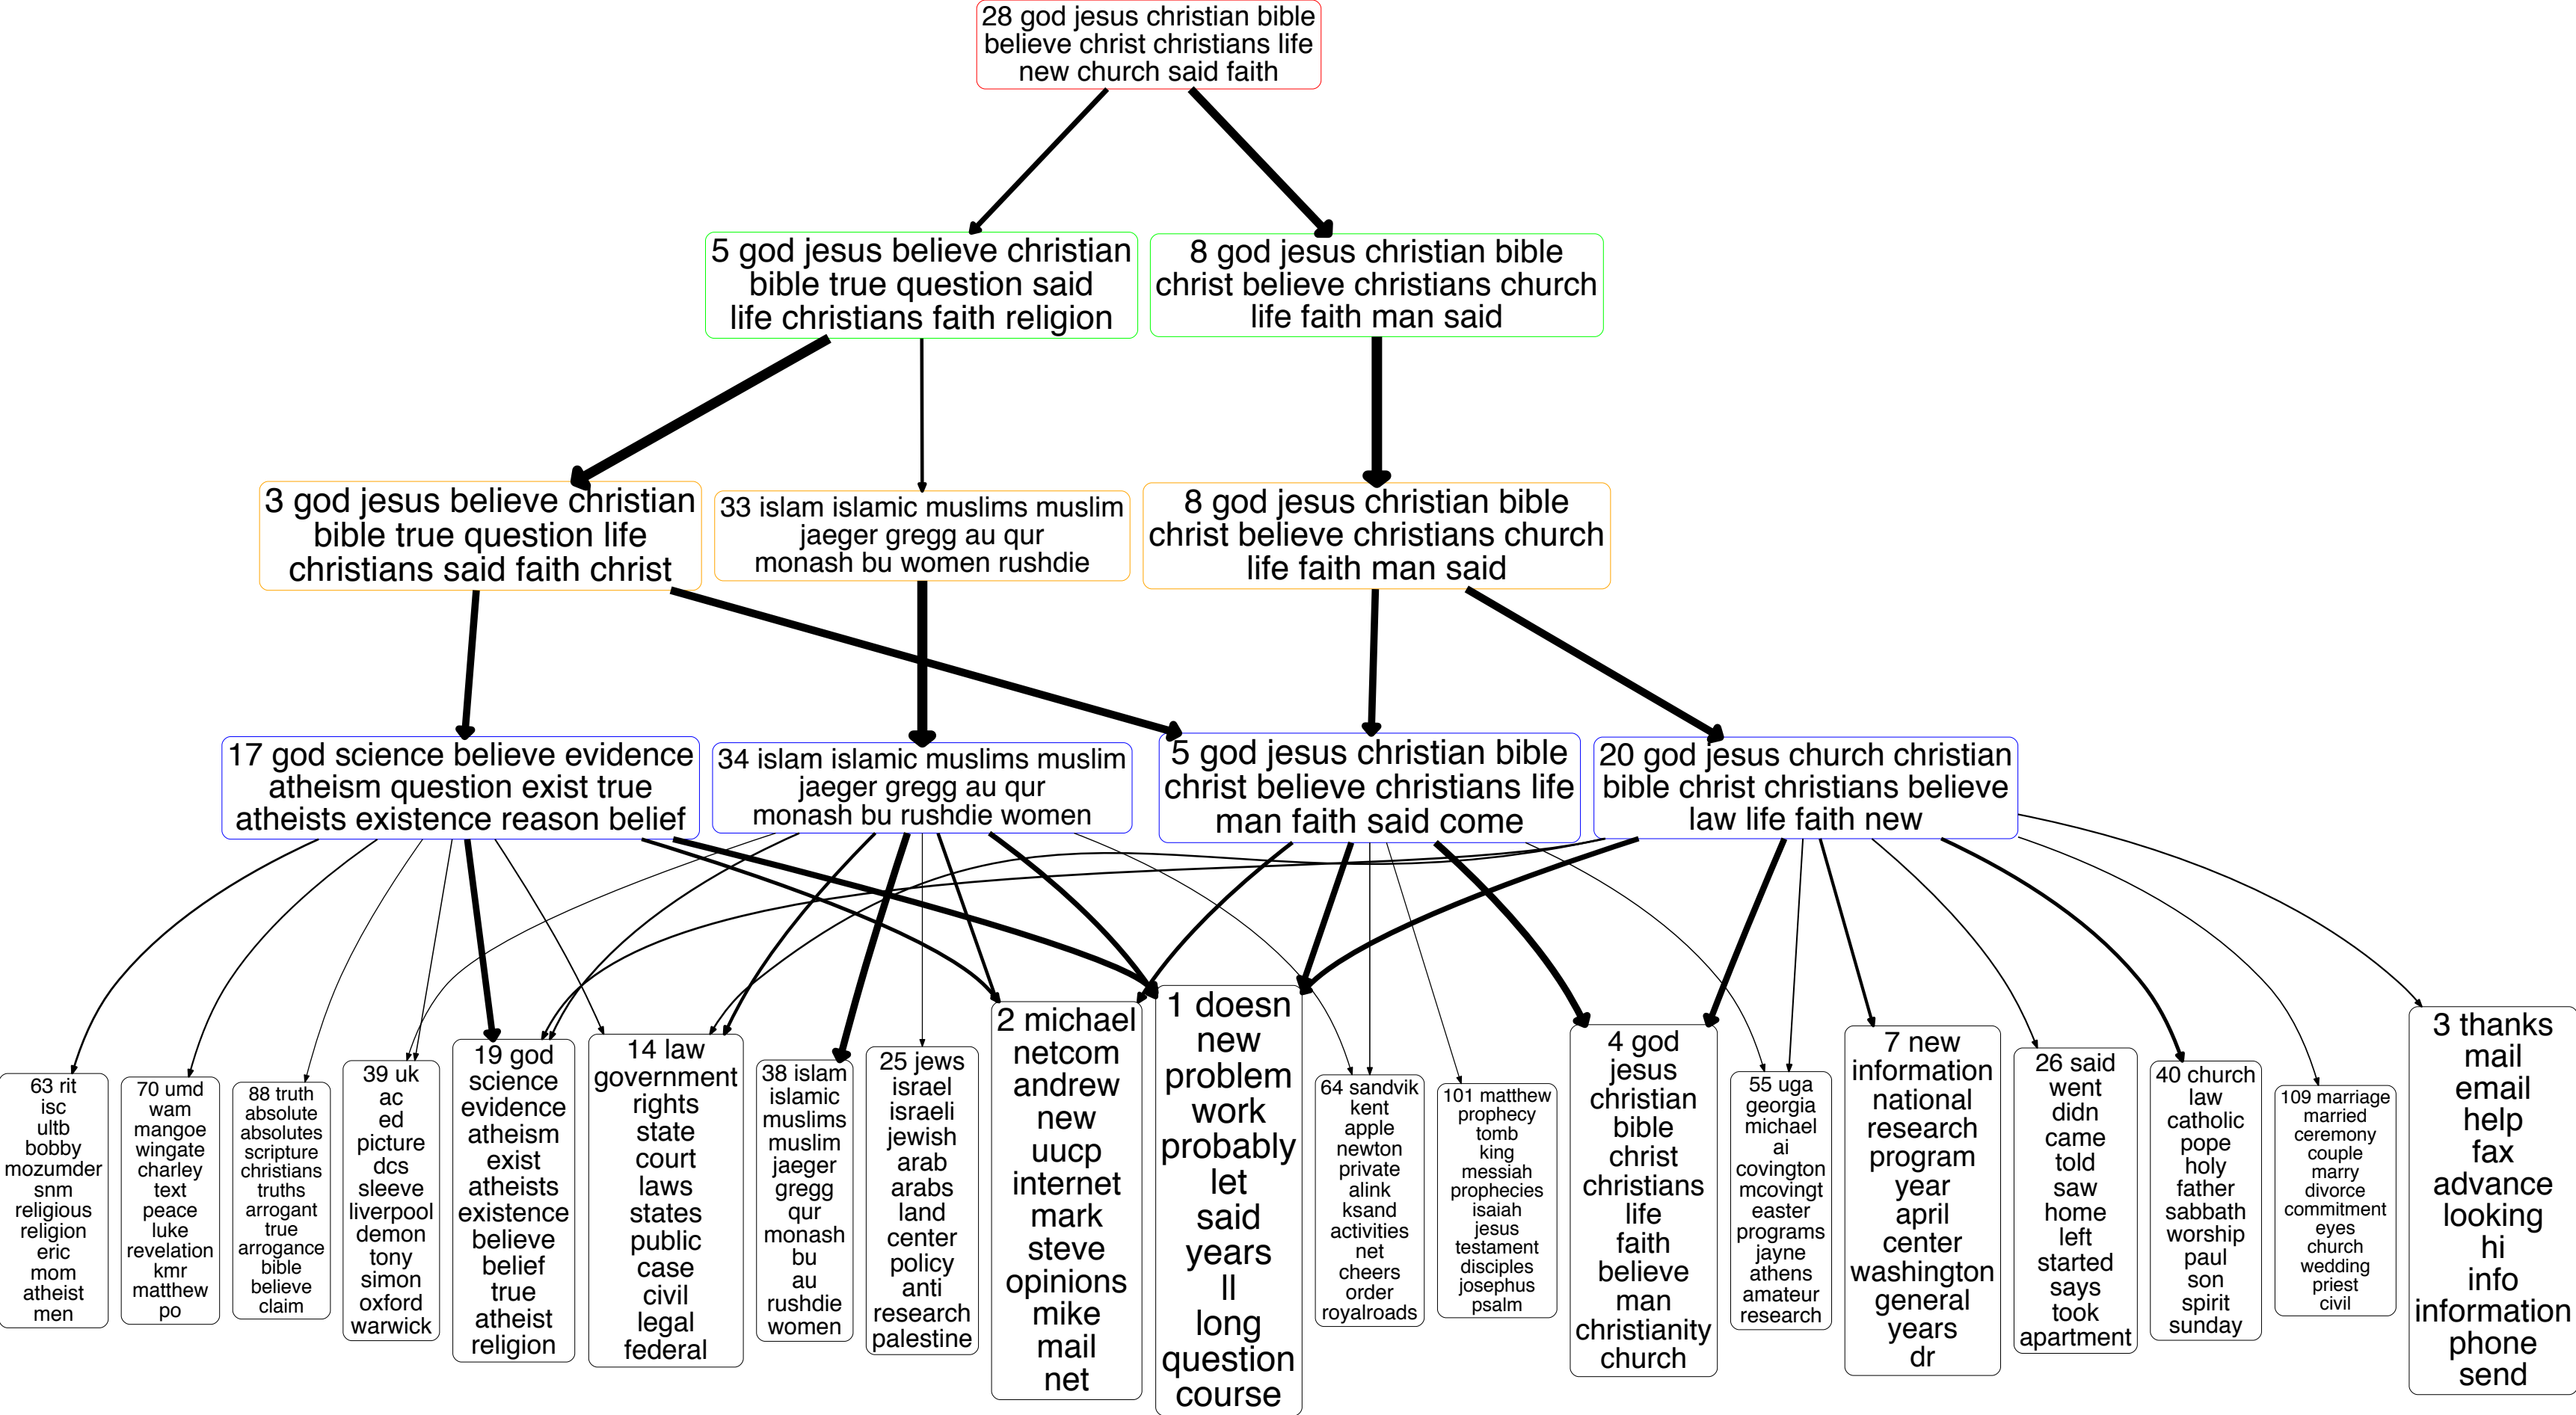 28 god jesus christian bible
believe christ christians life
new church said faith
5 god jesus believe christian
bible true question said
life christians faith religion
8 god jesus christian bible
christ believe christians church
life faith man said
3 god jesus believe christian
bible true question life
christians said faith christ
33 islam islamic muslims muslim
jaeger gregg au qur
monash bu women rushdie
8 god jesus christian bible
christ believe christians church
life faith man said
17 god science believe evidence
atheism question exist true
atheists existence reason belief
34 islam islamic muslims muslim
jaeger gregg au qur
monash bu rushdie women
5 god jesus christian bible
christ believe christians life
man faith said come
20 god jesus church christian
bible christ christians believe
law life faith new
63 rit
isc
ultb
bobby
mozumder
snm
religious
religion
eric
mom
atheist
men
70 umd
wam
mangoe
wingate
charley
text
peace
luke
revelation
kmr
matthew
po
88 truth
absolute
absolutes
scripture
christians
truths
arrogant
true
arrogance
bible
believe
claim
39 uk
ac
ed
picture
dcs
sleeve
liverpool
demon
tony
simon
oxford
warwick
19 god
science
evidence
atheism
exist
atheists
existence
believe
belief
true
atheist
religion
14 law
government
rights
state
court
laws
states
public
case
civil
legal
federal
38 islam
islamic
muslims
muslim
jaeger
gregg
qur
monash
bu
au
rushdie
women
25 jews
israel
israeli
jewish
arab
arabs
land
center
policy
anti
research
palestine
2 michael
netcom
andrew
new
uucp
internet
mark
steve
opinions
mike
mail
net
1 doesn
new
problem
work
probably
let
said
years
ll
long
question
course
64 sandvik
kent
apple
newton
private
alink
ksand
activities
net
cheers
order
royalroads
101 matthew
prophecy
tomb
king
messiah
prophecies
isaiah
jesus
testament
disciples
josephus
psalm
4 god
jesus
christian
bible
christ
christians
life
faith
believe
man
christianity
church
55 uga
georgia
michael
ai
covington
mcovingt
easter
programs
jayne
athens
amateur
research
7 new
information
national
research
program
year
april
center
washington
general
years
dr
26 said
went
didn
came
told
saw
home
left
started
says
took
apartment
40 church
law
catholic
pope
holy
father
sabbath
worship
paul
son
spirit
sunday
109 marriage
married
ceremony
couple
marry
divorce
commitment
eyes
church
wedding
priest
civil
3 thanks
mail
email
help
fax
advance
looking
hi
info
information
phone
send